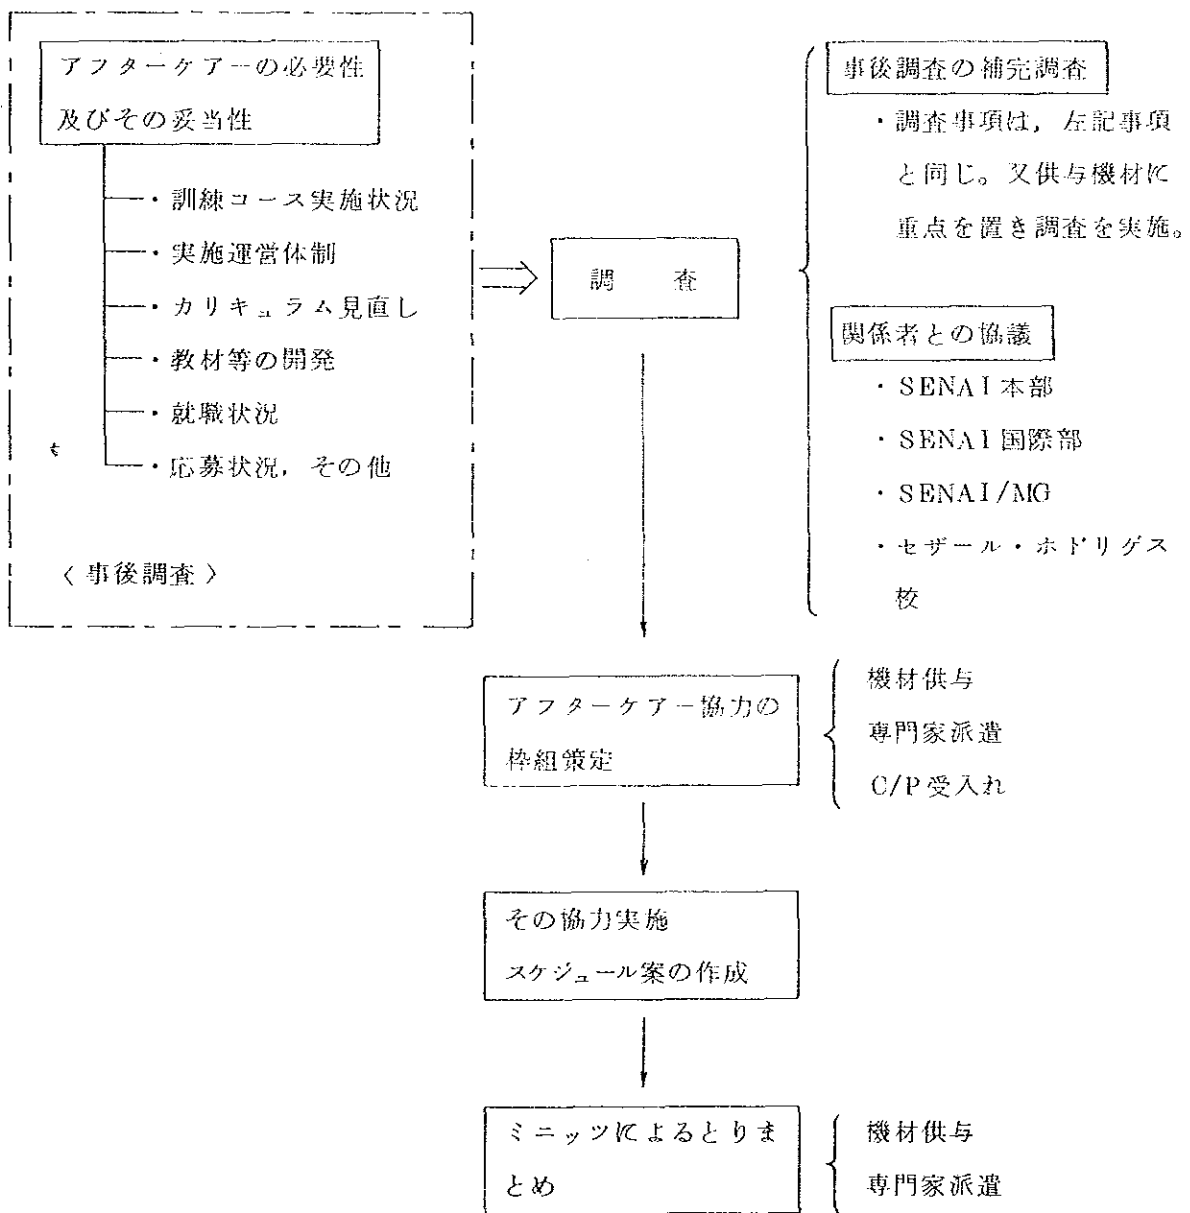 アフターケアーの必要性
及びその妥当性
・訓練コース実施状況
・実施運営体制
・カリキュラム見直し
・教材等の開発
・就職状況
・応募状況，その他
〈事後調査〉
調　査
事後調査の補完調査
・調査事項は，左記事項
と同じ。又供与機材に
重点を置き調査を実施。
関係者との協議
・SENAI本部
・SENAI国際部
・SENAI/MG
・セザール・ホドリゲス
校
アフターケアー協力の
枠組策定
機材供与
専門家派遣
C/P受入れ
その協力実施
スケジュール案の作成
ミニッツによるとりま
とめ
機材供与
専門家派遣